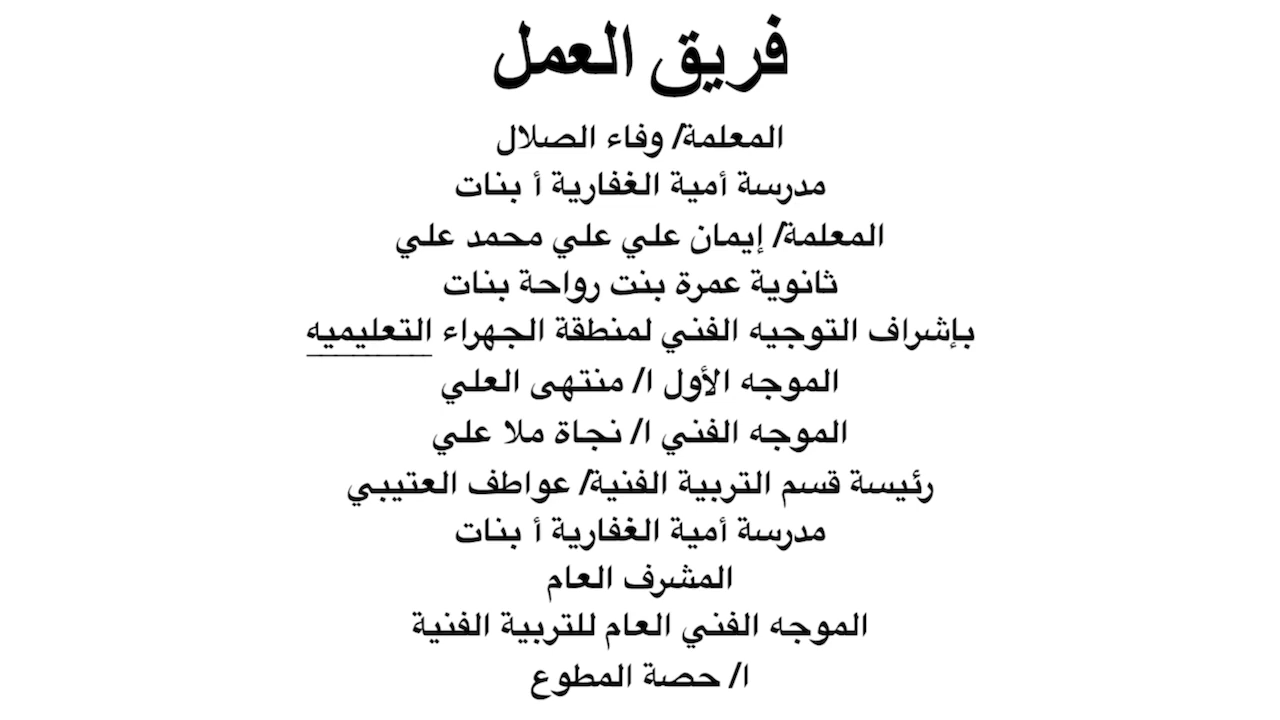 فريق العمل
المعلمة/ وفاء الصلال
مدرسة أمية الغفارية أ بنات
المعلمة/ إيمان علي علي محمد علي
ثانوية عمرة بنت رواحة بنات
بإشراف التوجيه الفني لمنطقة الجهراء التعليميه
الموجه الأول ا/ منتهى العلي
الموجه الفني ا/ نجاة ملا علي
رئيسة قسم التربية الفنية/ عواطف العتيبي
مدرسة أمية الغفارية أ بنات
المشرف العام
الموجه الفني العام للتربية الفنية
ا/ حصة المطوع